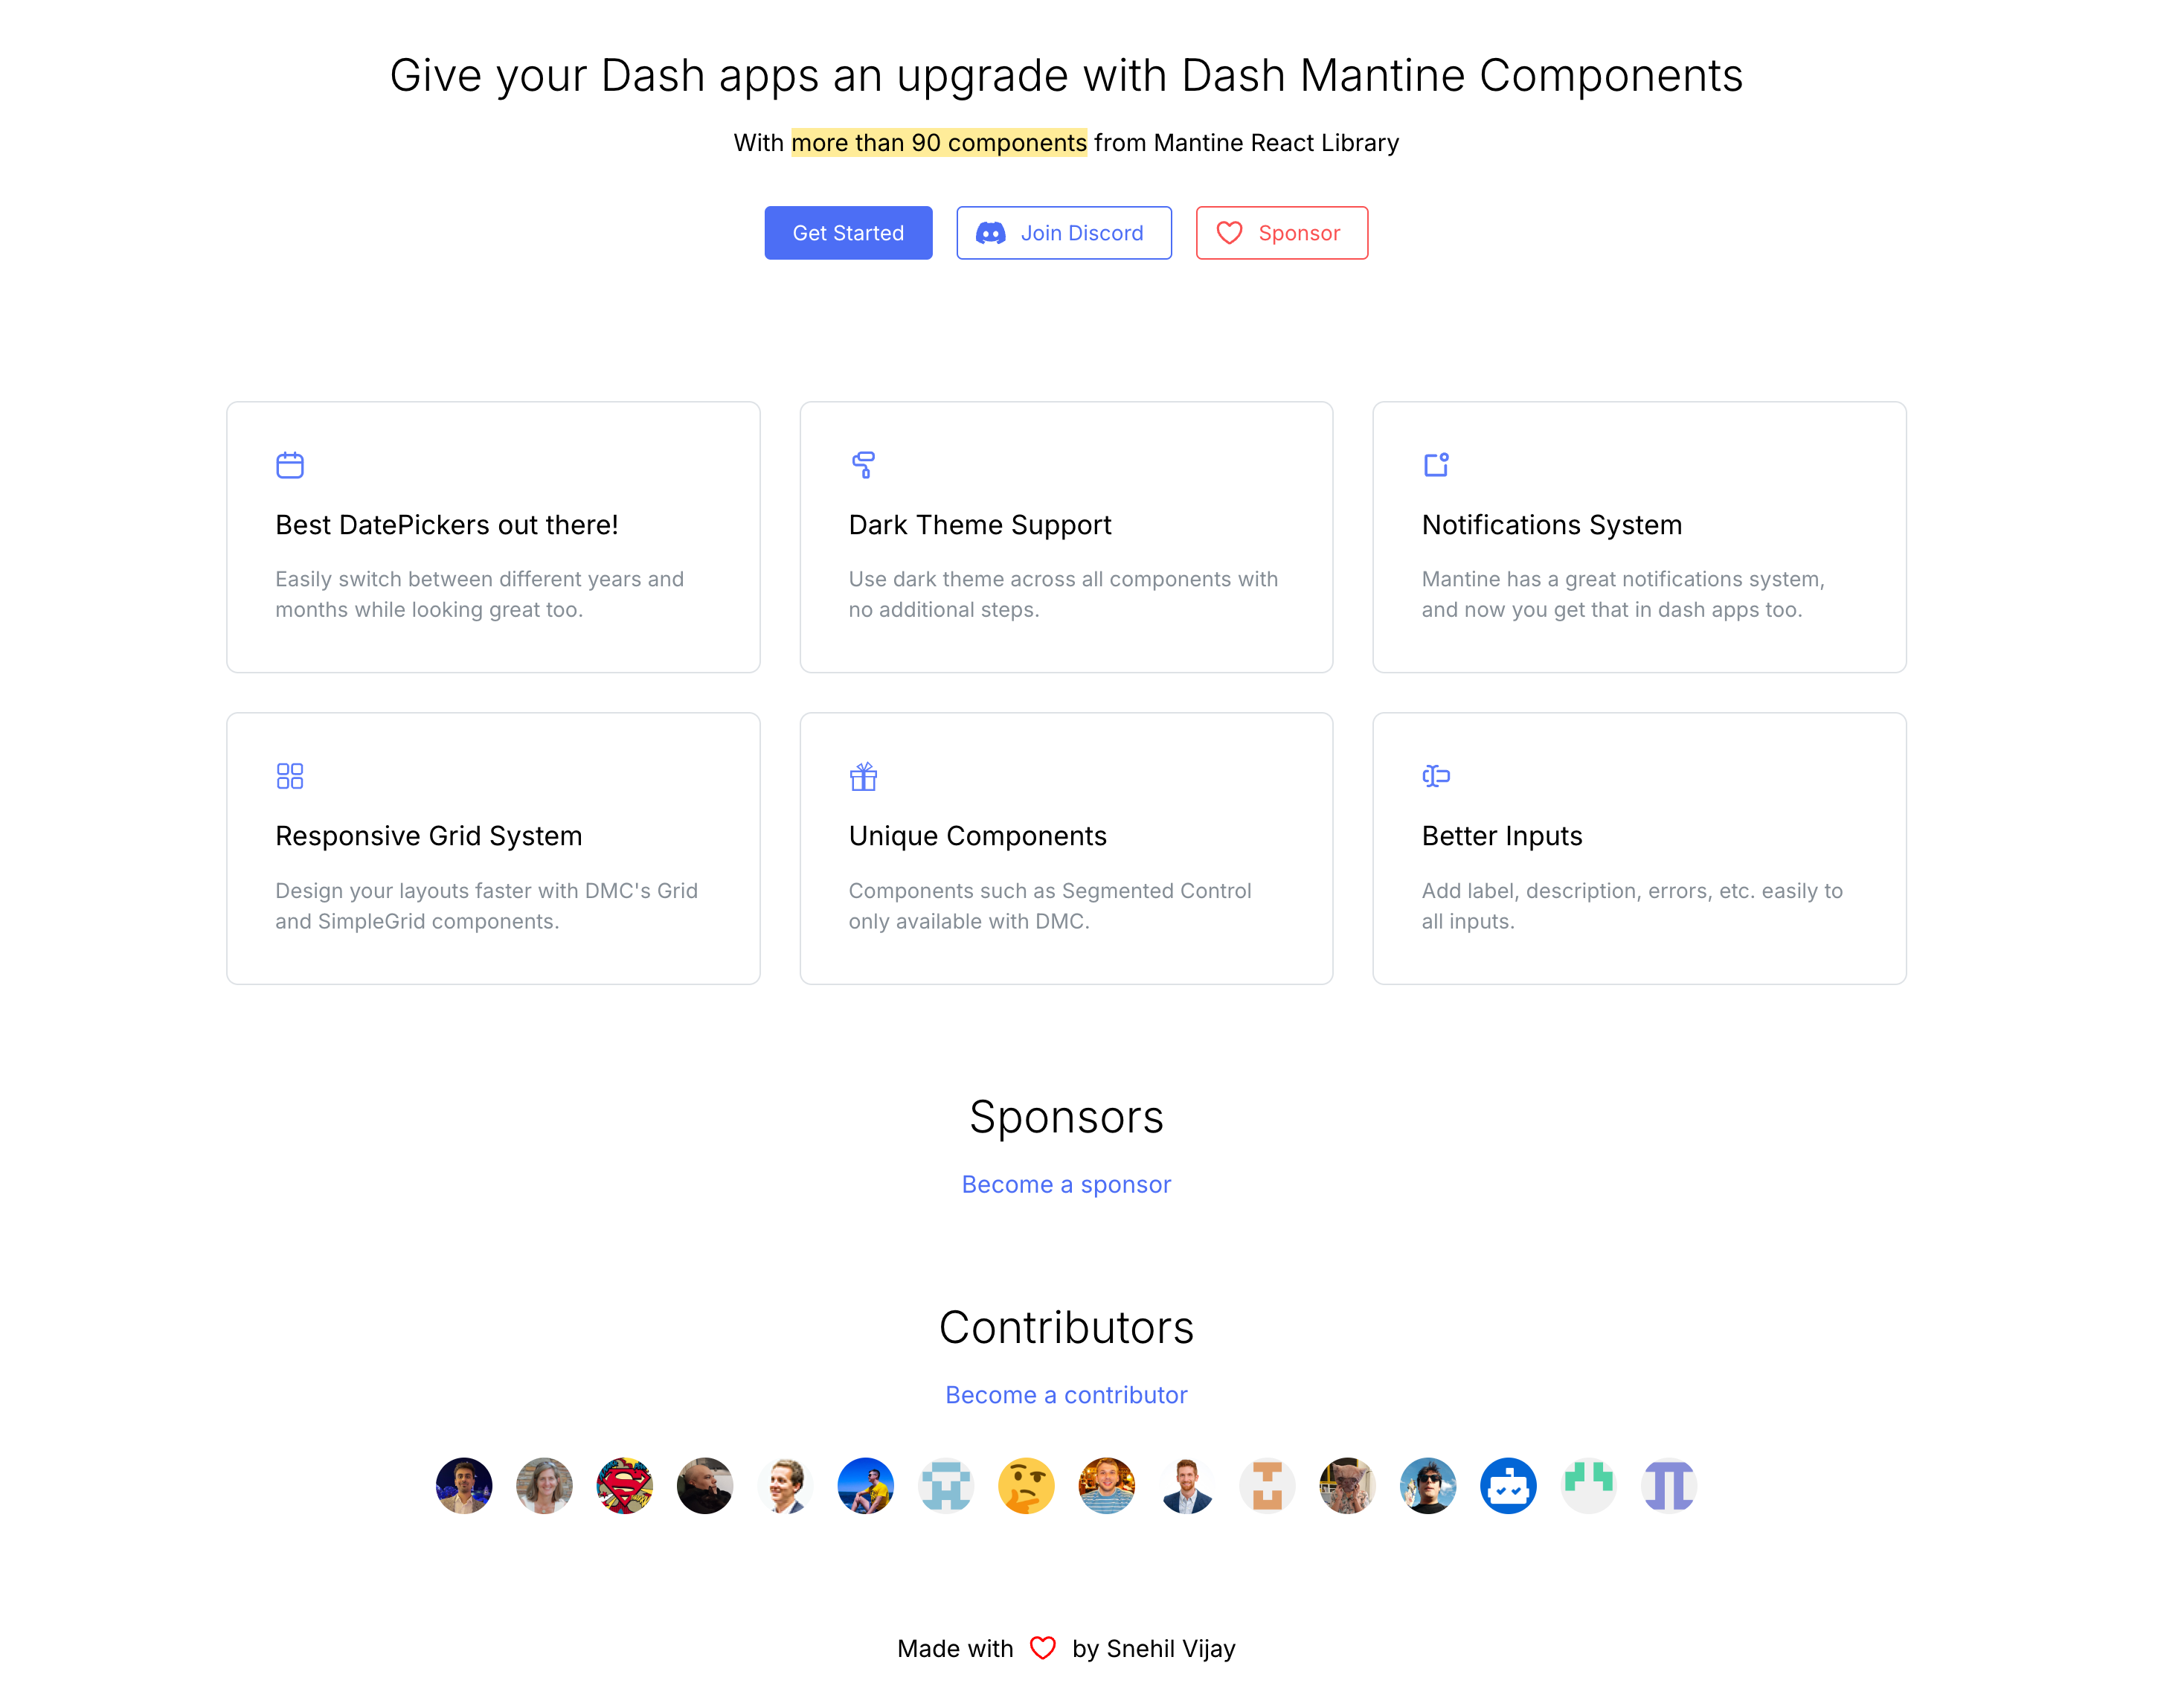 Give your Dash apps an upgrade with Dash Mantine Components
With more than 90 components from Mantine React Library
Get Started
Join Discord
Sponsor
Best DatePickers out there!
Easily switch between different years and
months while looking great too.
Dark Theme Support
Use dark theme across all components with
no additional steps.
Notifications System
Mantine has a great notifications system,
and now you get that in dash apps too.
Responsive Grid System
Design your layouts faster with DMC's Grid
and SimpleGrid components.
Unique Components
Components such as Segmented Control
only available with DMC.
Better Inputs
Add label, description, errors, etc. easily to
all inputs.
Sponsors
Become a sponsor
Contributors
Become a contributor
Made with by Snehil Vijay